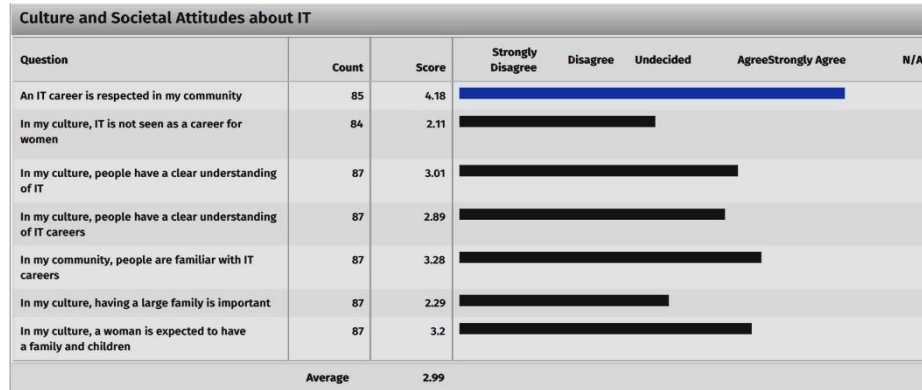 Culture and Societal Attitudes about IT
Question Count Score Strongly Disagree Disagree Undecided AgreeStrongly Agree N/A
An IT career is respected in my community 85 4.18
In my culture, IT is not seen as a career for
women 84 2.11
In my culture, people have a clear understanding
of IT 87 3.01
In my culture, people have a clear understanding
of IT careers 87 2.89
In my community, people are familiar with IT
careers 87 3.28
In my culture, having a large family is important 87 2.29
In my culture, a woman is expected to have
a family and children 87 3.2
Average 2.99